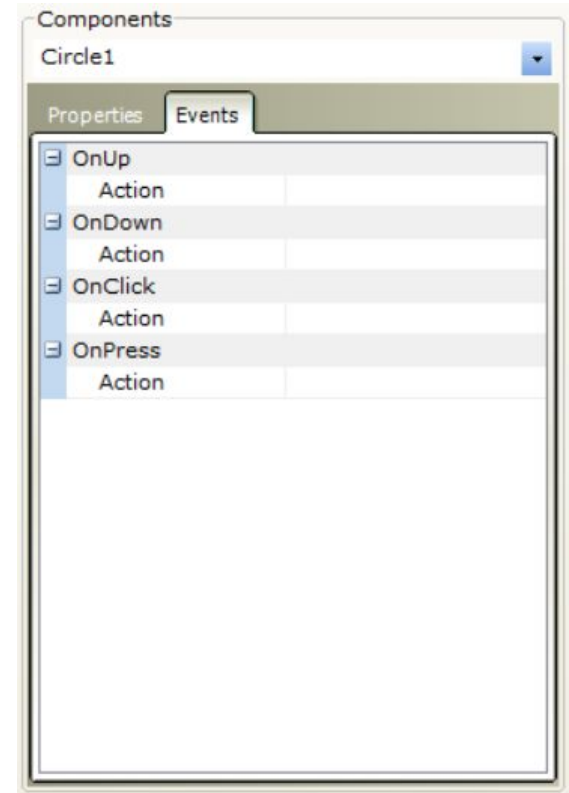 Components
Circle1
Properties Events
OnUp
Action
OnDown
Action
OnClick
Action
OnPress
Action